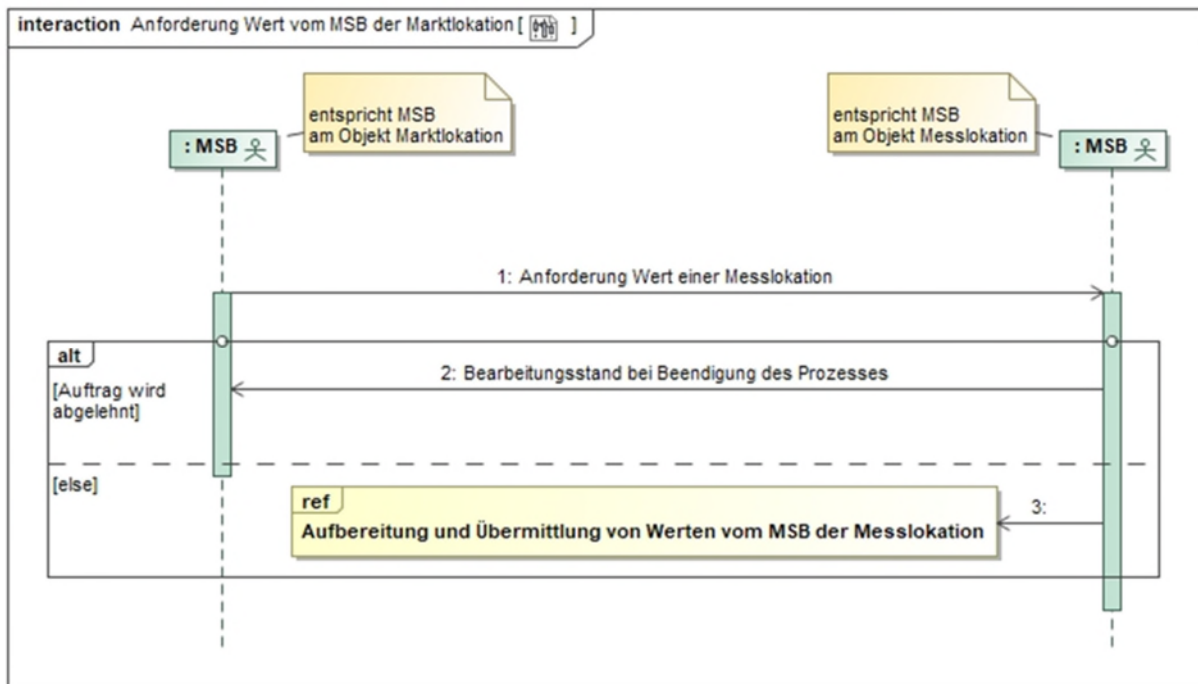 interaction Anforderung Wert vom MSB der Marktlokation [ ]
entspricht MSB
am Objekt Marktlokation
entspricht MSB
am Objekt Messlokation
: MSB
: MSB
1: Anforderung Wert einer Messlokation
alt
[Auftrag wird
abgelehnt]
2: Bearbeitungsstand bei Beendigung des Prozesses
[else]
ref
3:
Aufbereitung und Übermittlung von Werten vom MSB der Messlokation